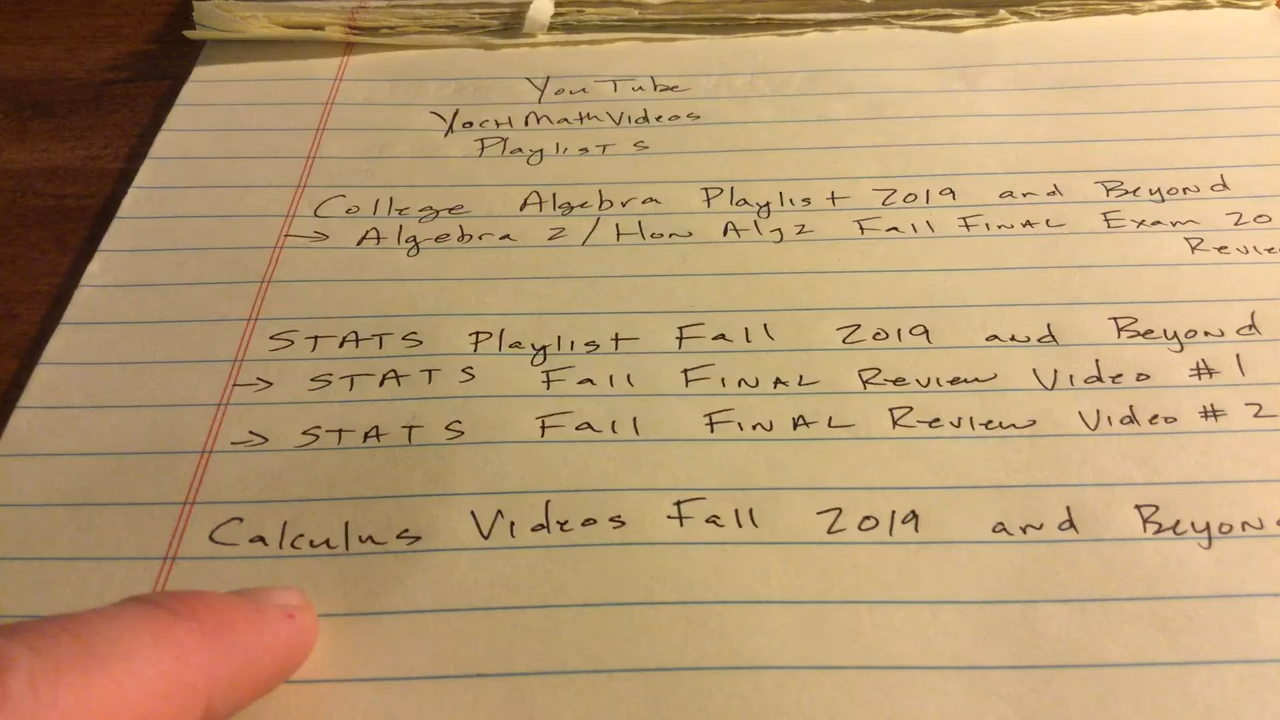 YouTube
YocHMathVideos
Playlists
College Algebra Playlist 2019 and Beyond
→ Algebra 2/Hon Alg2 Fall FINAL Exam 20
Revie
STATS Playlist Fall 2019 and Beyond
→ STATS Fall FINAL Review Video #1
→ STATS Fall FINAL Review Video #2
Calculus Videos Fall 2019 and Beyon